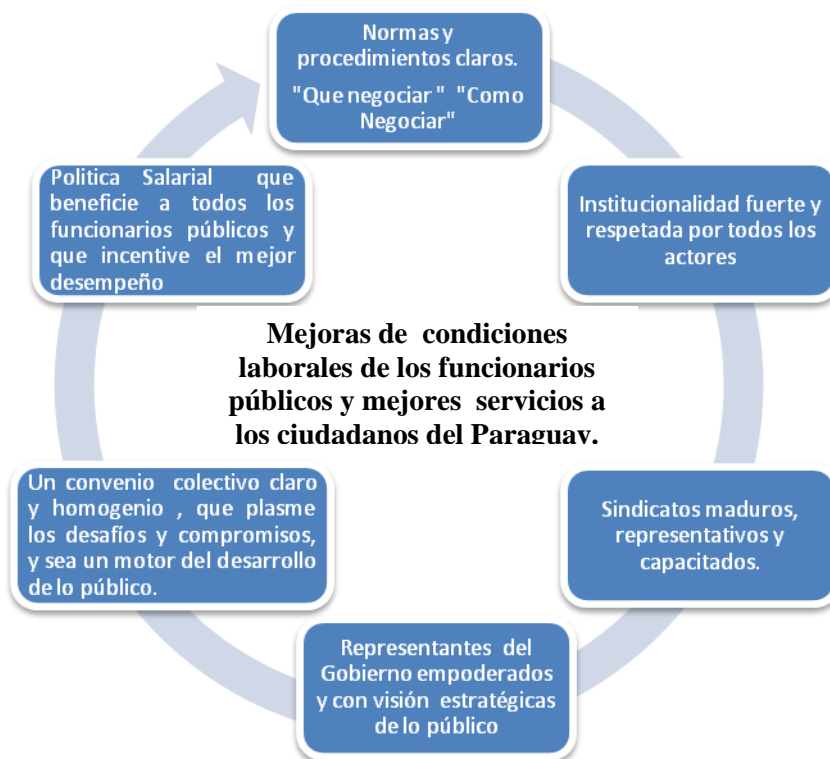 Normas y
procedimientos claros.
"Que negociar " "Como
Negociar"
Institucionalidad fuerte y
respetada por todos los
actores
Sindicatos maduros,
representativos y
capacitados.
Representantes del
Gobierno empoderados
y con visión estratégicas
de lo público
Un convenio colectivo claro
y homogenio , que plasme
los desafíos y compromisos,
y sea un motor del desarrollo
de lo público.
Politica Salarial que
beneficie a todos los
funcionarios públicos y
que incentive el mejor
desempeño
Mejoras de condiciones
laborales de los funcionarios
públicos y mejores servicios a
los ciudadanos del Paraguay.